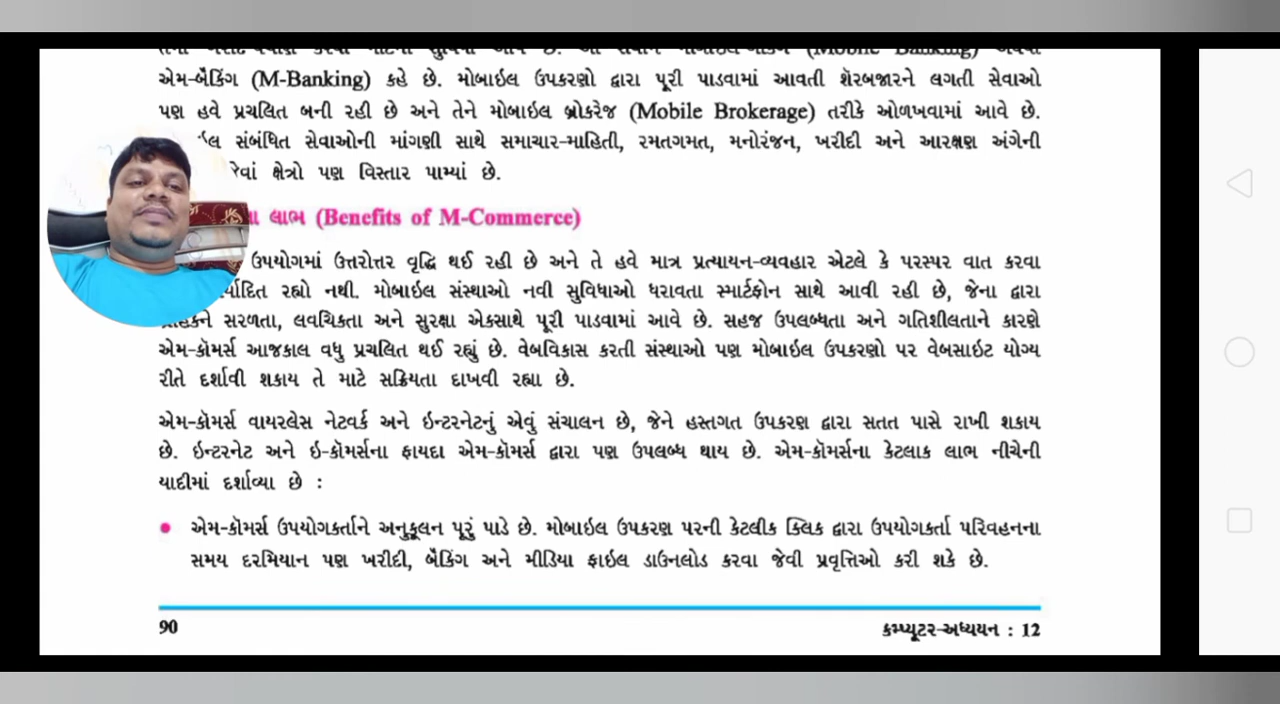 (Mobile Banking)
એમ-બૅંકિંગ (M-Banking) કહે છે. મોબાઇલ ઉપકરણો દ્વારા પૂરી પાડવામાં આવતી શૅરબજારને લગતી સેવાઓ
પણ હવે પ્રચલિત બની રહી છે અને તેને મોબાઇલ બ્રોકરેજ (Mobile Brokerage) તરીકે ઓળખવામાં આવે છે.
સંબંધિત સેવાઓની માંગણી સાથે સમાચાર-માહિતી, રમતગમત, મનોરંજન, ખરીદી અને આરક્ષણ અંગેની
ક્ષેત્રો પણ વિસ્તાર પામ્યાં છે.
લાભ (Benefits of M-Commerce)
ઉપયોગમાં ઉત્તરોત્તર વૃદ્ધિ થઈ રહી છે અને તે હવે માત્ર પ્રત્યાયન-વ્યવહાર એટલે કે પરસ્પર વાત કરવા
રહ્યો નથી. મોબાઇલ સંસ્થાઓ નવી સુવિધાઓ ધરાવતા સ્માર્ટફોન સાથે આવી રહી છે, જેના દ્વારા
સરળતા, લવચિકતા અને સુરક્ષા એકસાથે પૂરી પાડવામાં આવે છે. સહજ ઉપલબ્ધતા અને ગતિશીલતાને કારણે
એમ-કૉમર્સ આજકાલ વધુ પ્રચલિત થઈ રહ્યું છે. વેબવિકાસ કરતી સંસ્થાઓ પણ મોબાઇલ ઉપકરણો પર વેબસાઇટ યોગ્ય
રીતે દર્શાવી શકાય તે માટે સક્રિયતા દાખવી રહ્યા છે.
એમ-કૉમર્સ વાયરલેસ નેટવર્ક અને ઇન્ટરનેટનું એવું સંચાલન છે, જેને હસ્તગત ઉપકરણ દ્વારા સતત પાસે રાખી શકાય
છે. ઇન્ટરનેટ અને ઇ-કૉમર્સના ફાયદા એમ-કૉમર્સ દ્વારા પણ ઉપલબ્ધ થાય છે. એમ-કૉમર્સના કેટલાક લાભ નીચેની
યાદીમાં દર્શાવ્યા છે :
• એમ-કૉમર્સ ઉપયોગકર્તાને અનુકૂલન પૂરું પાડે છે. મોબાઇલ ઉપકરણ પરની કેટલીક ક્લિક દ્વારા ઉપયોગકર્તા પરિવહનના
સમય દરમિયાન પણ ખરીદી, બૅંકિંગ અને મીડિયા ફાઇલ ડાઉનલોડ કરવા જેવી પ્રવૃત્તિઓ કરી શકે છે.
90
કમ્પ્યૂટર-અધ્યયન : 12